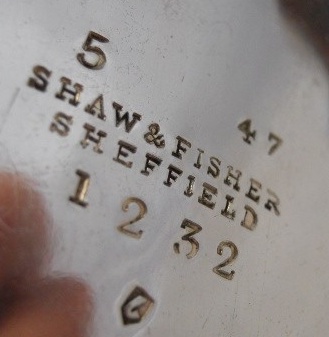 5
47
SHAW & FISHER
SHEFFIELD
1 2 3 2
G